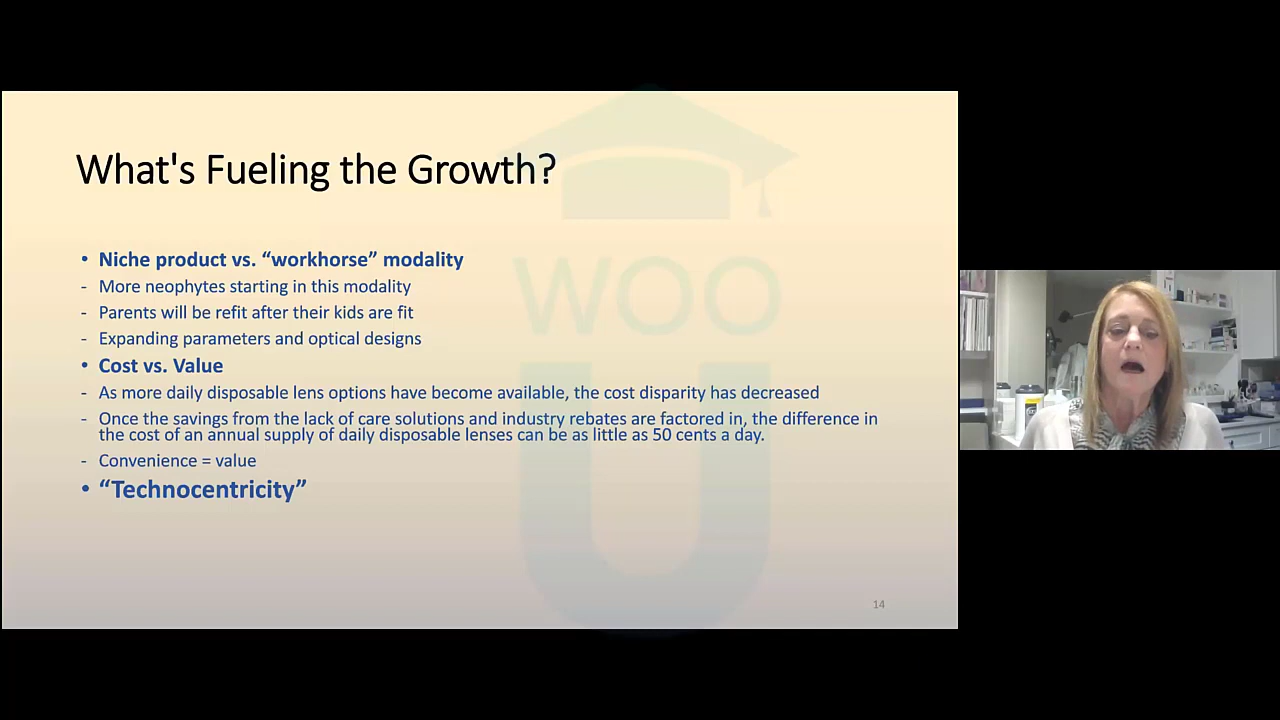 What's Fueling the Growth?
WOO
U
• Niche product vs. “workhorse” modality
- More neophytes starting in this modality
- Parents will be refit after their kids are fit
- Expanding parameters and optical designs
• Cost vs. Value
- As more daily disposable lens options have become available, the cost disparity has decreased
- Once the savings from the lack of care solutions and industry rebates are factored in, the difference in
the cost of an annual supply of daily disposable lenses can be as little as 50 cents a day.
- Convenience = value
• “Technocentricity”
14